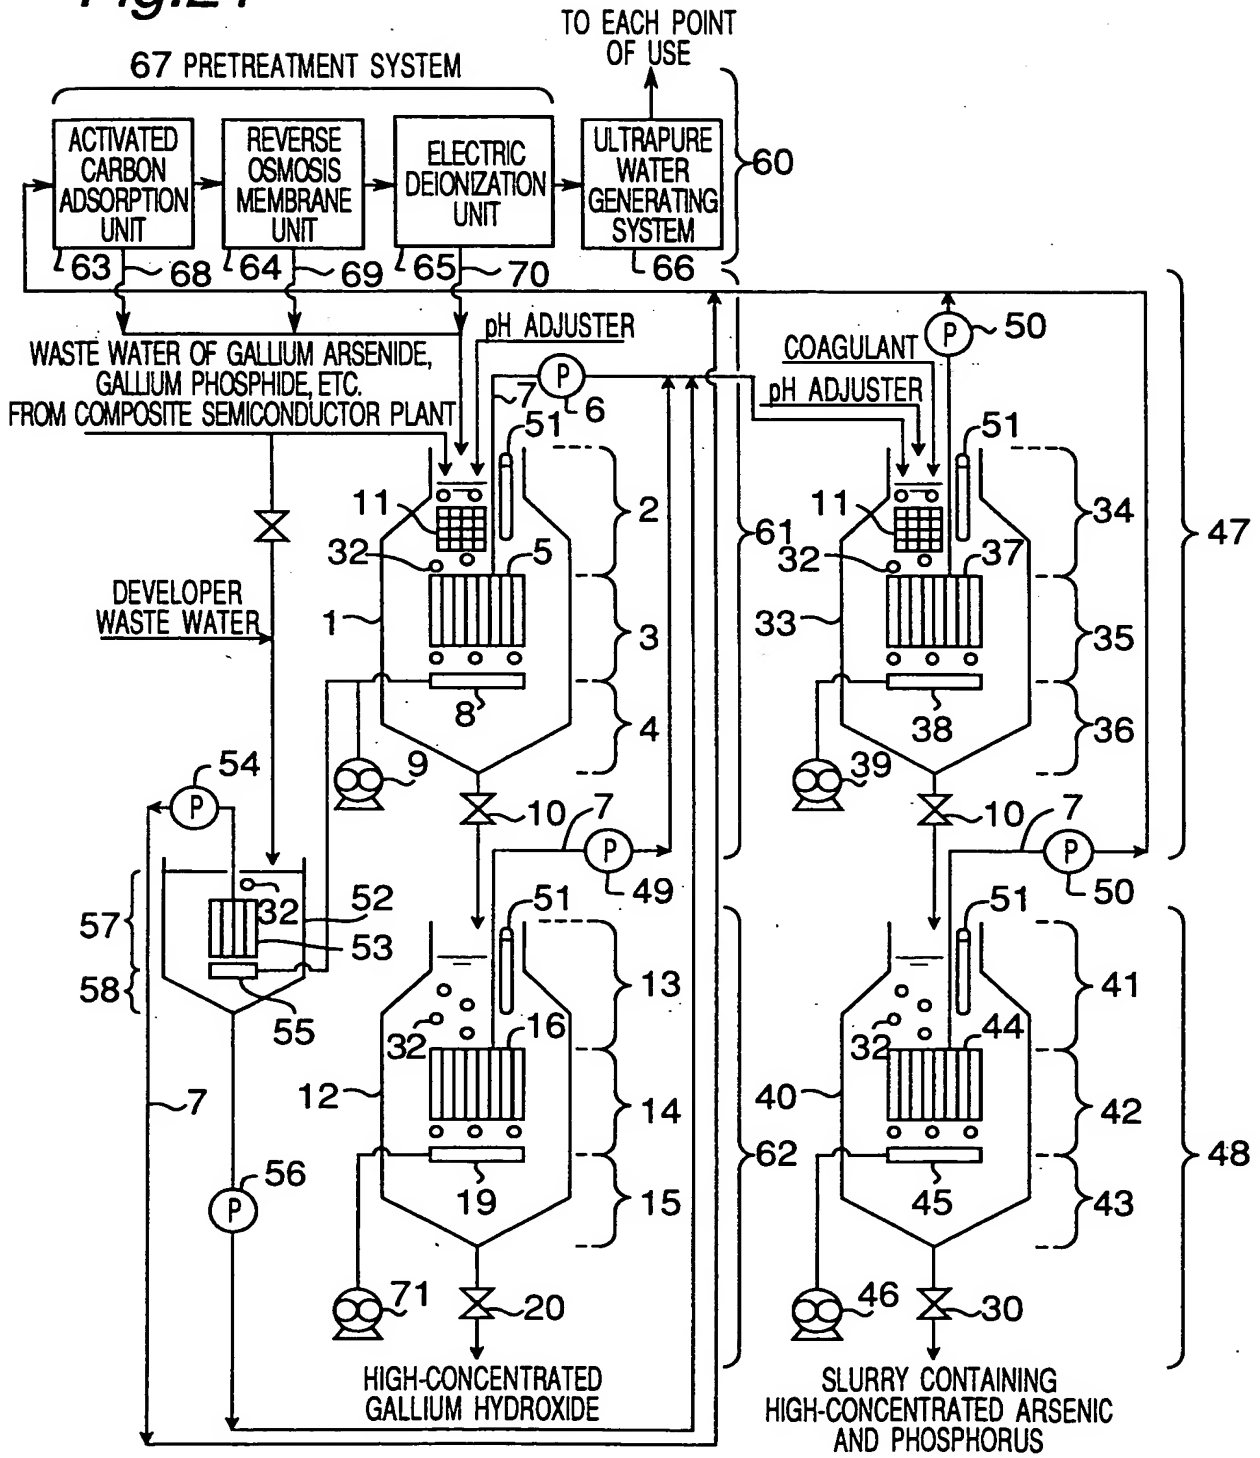 TO EACH POINT
OF USE
67 PRETREATMENT SYSTEM
ACTIVATED
CARBON
ADSORPTION
UNIT
REVERSE
OSMOSIS
MEMBRANE
UNIT
ELECTRIC
DEIONIZATION
UNIT
ULTRAPURE
WATER
GENERATING
SYSTEM
60
63 68 64 69 65 70 66
pH ADJUSTER
WASTE WATER OF GALLIUM ARSENIDE,
GALLIUM PHOSPHIDE, ETC.
FROM COMPOSITE SEMICONDUCTOR PLANT
P
50
COAGULANT
pH ADJUSTER
7
P
6
51
51
11
2
11
34
47
61
32
5
32
37
DEVELOPER
WASTE WATER
1
3
33
35
8
4
38
36
54
P
9
39
10
7
10
7
P
49
P
50
57
32
52
53
58
55
51
13
51
41
32
16
32
44
7
12
14
40
42
62
48
56
P
19
15
45
43
71
20
46
30
HIGH-CONCENTRATED
GALLIUM HYDROXIDE
SLURRY CONTAINING
HIGH-CONCENTRATED ARSENIC
AND PHOSPHORUS